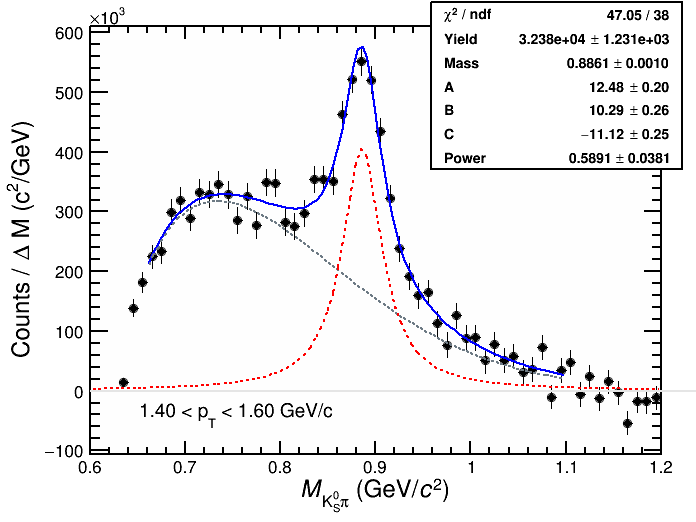 ×10³
χ² / ndf 47.05 / 38
Yield 3.238e+04 ± 1.231e+03
Mass 0.8861 ± 0.0010
A 12.48 ± 0.20
B 10.29 ± 0.26
C −11.12 ± 0.25
Power 0.5891 ± 0.0381
Counts / Δ M (c²/GeV)
600
500
400
300
200
100
0
−100
1.40 < p_T < 1.60 GeV/c
0.6 0.7 0.8 0.9 1 1.1 1.2
M_{K⁰_S π} (GeV/c²)